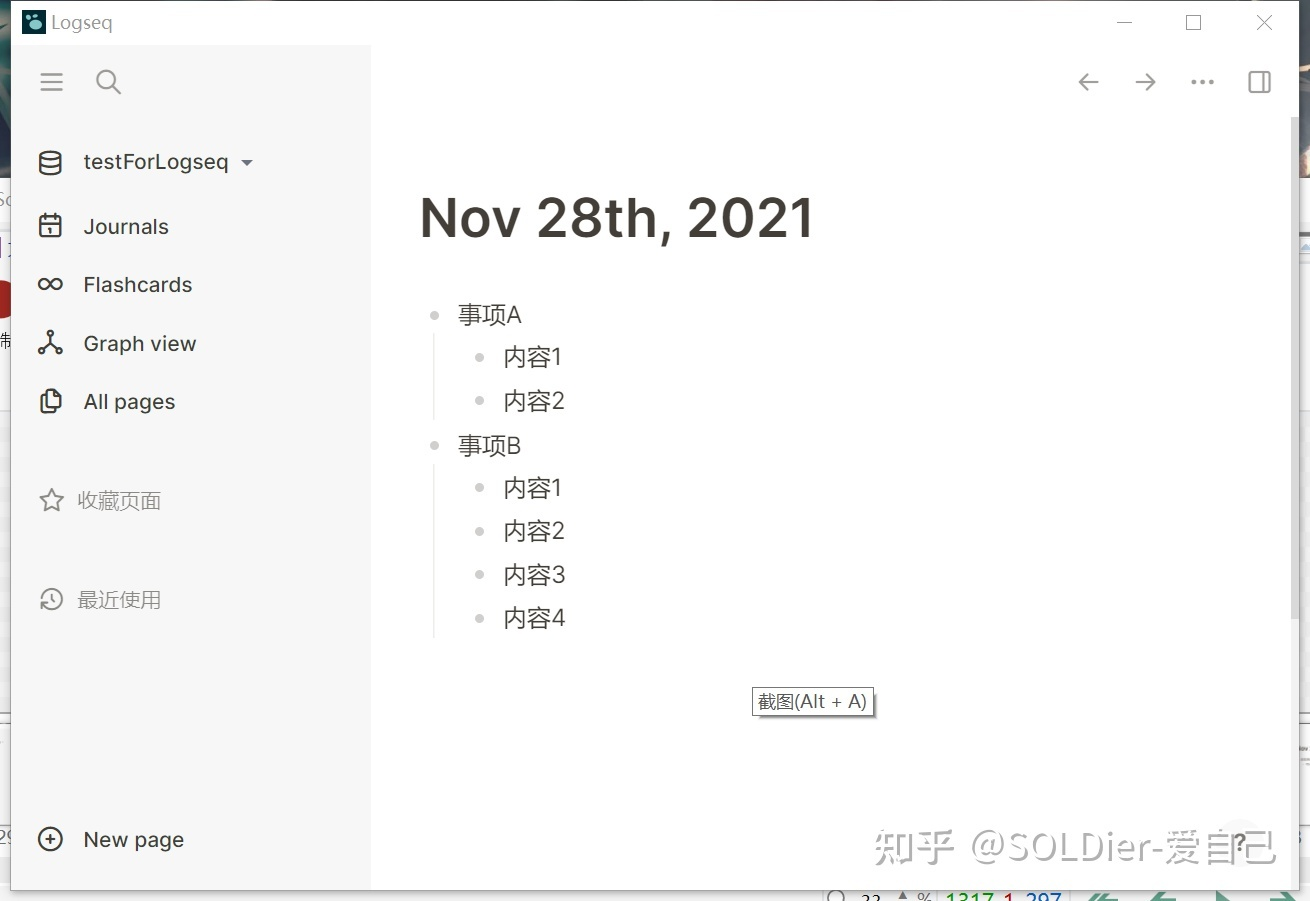 Logseq
testForLogseq
Journals
Flashcards
Graph view
All pages
收藏页面
最近使用
New page
Nov 28th, 2021
事项A
内容1
内容2
事项B
内容1
内容2
内容3
内容4
截图(Alt + A)
?
知乎 @SOLDier-爱自己